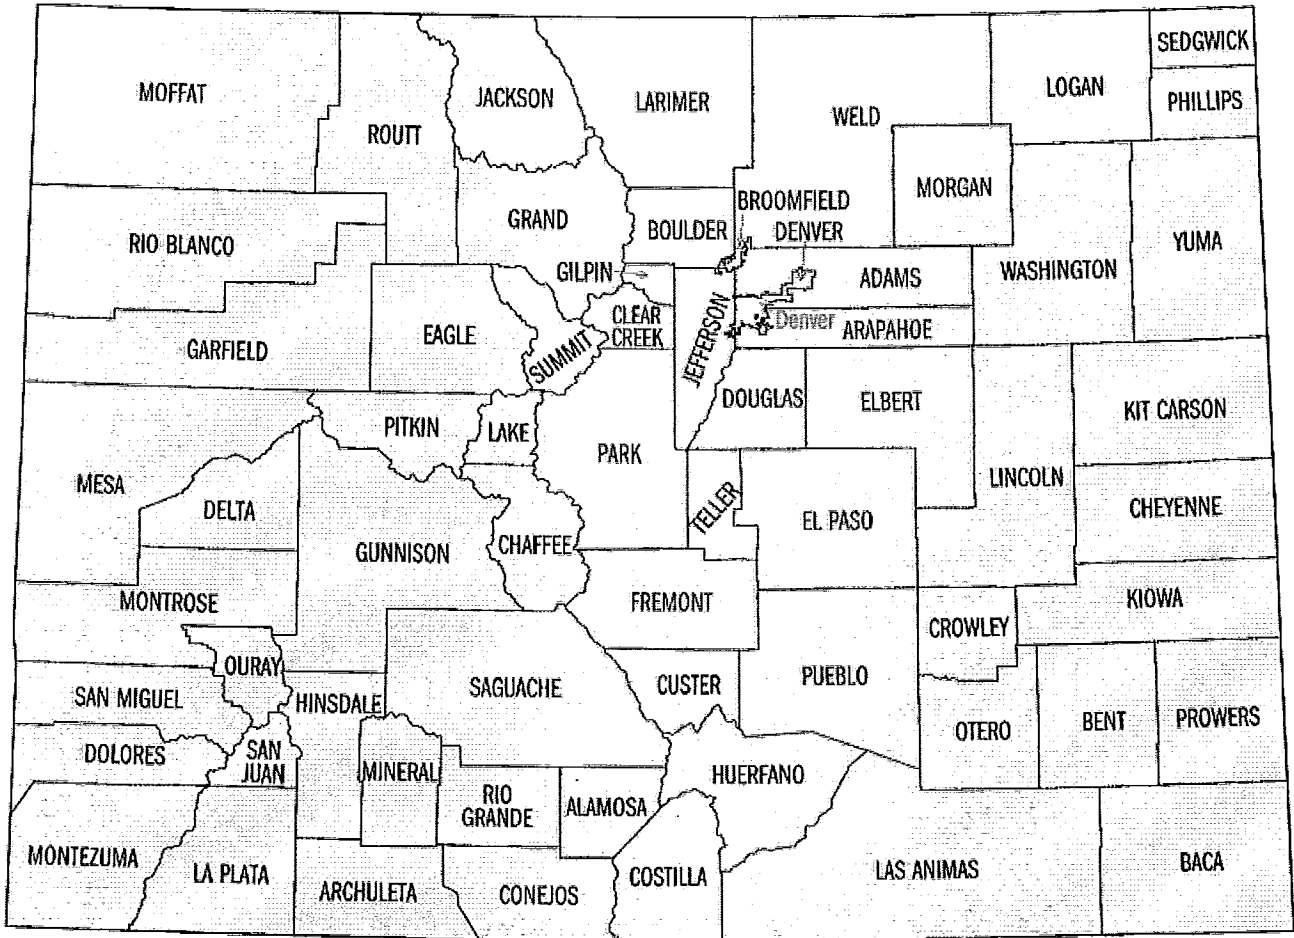 SEDGWICK
MOFFAT
JACKSON
LARIMER
LOGAN
PHILLIPS
WELD
ROUTT
MORGAN
BROOMFIELD
GRAND
BOULDER
DENVER
RIO BLANCO
YUMA
GILPIN
ADAMS
WASHINGTON
CLEAR
CREEK
Denver
ARAPAHOE
EAGLE
GARFIELD
SUMMIT
JEFFERSON
DOUGLAS
ELBERT
KIT CARSON
PITKIN
LAKE
PARK
MESA
LINCOLN
DELTA
TELLER
EL PASO
CHEYENNE
GUNNISON
CHAFFEE
MONTROSE
FREMONT
KIOWA
CROWLEY
OURAY
SAN MIGUEL
HINSDALE
SAGUACHE
CUSTER
PUEBLO
OTERO
BENT
PROWERS
DOLORES
SAN
JUAN
MINERAL
HUERFANO
RIO
GRANDE
ALAMOSA
MONTEZUMA
LA PLATA
ARCHULETA
CONEJOS
COSTILLA
LAS ANIMAS
BACA